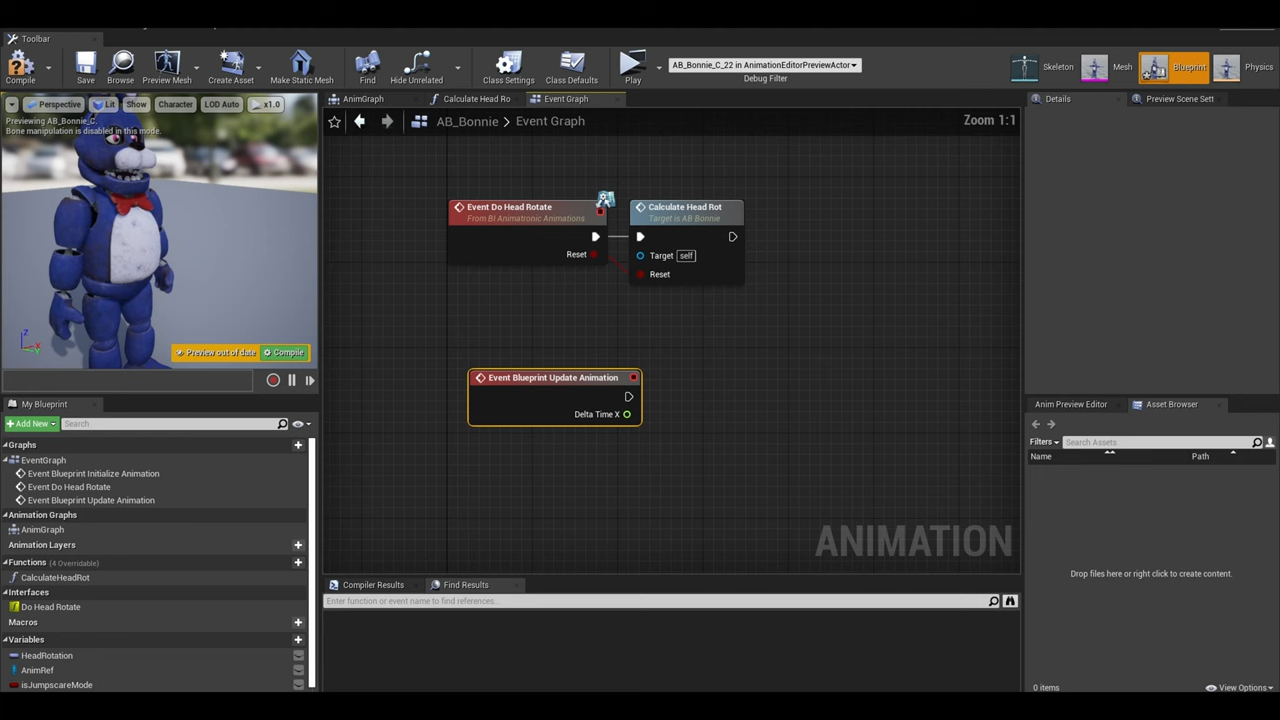 Toolbar
Compile
Save
Browse
Preview Mesh
Create Asset
Make Static Mesh
Find
Hide Unrelated
Class Settings
Class Defaults
Play
AB_Bonnie_C_22 in AnimationEditorPreviewActor
Debug Filter
Skeleton
Mesh
Blueprint
Physics
Perspective
Lit
Show
Character
LOD Auto
x1.0
Previewing AB_Bonnie_C.
Bone manipulation is disabled in this mode.
Preview out of date
Compile
AnimGraph
Calculate Head Ro
Event Graph
AB_Bonnie > Event Graph
Zoom 1:1
Event Do Head Rotate
From BI Animatronic Animations
Reset
Calculate Head Rot
Target is AB Bonnie
Target self
Reset
Event Blueprint Update Animation
Delta Time X
ANIMATION
Details
Preview Scene Sett
My Blueprint
+Add New
Search
Graphs
EventGraph
Event Blueprint Initialize Animation
Event Do Head Rotate
Event Blueprint Update Animation
Animation Graphs
AnimGraph
Animation Layers
Functions (4 Overridable)
CalculateHeadRot
Interfaces
Do Head Rotate
Macros
Variables
HeadRotation
AnimRef
isJumpscareMode
Compiler Results
Find Results
Enter function or event name to find references...
Anim Preview Editor
Asset Browser
Filters
Search Assets
Name
Path
Drop files here or right click to create content.
0 items
View Options